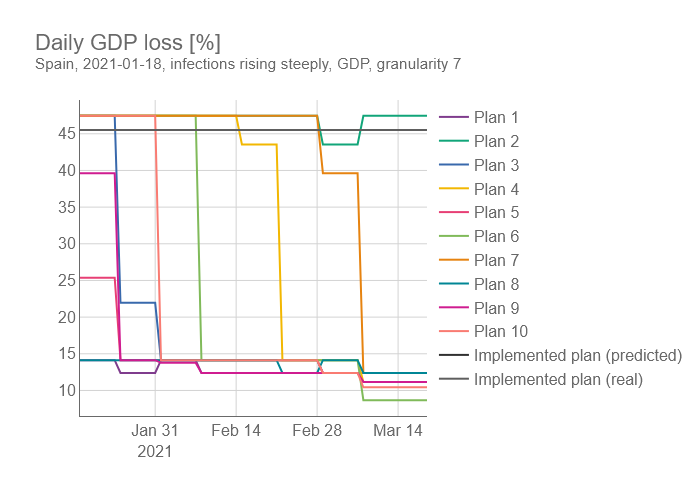 Daily GDP loss [%]
Spain, 2021-01-18, infections rising steeply, GDP, granularity 7
45
40
35
30
25
20
15
10
Jan 31
2021
Feb 14
Feb 28
Mar 14
Plan 1
Plan 2
Plan 3
Plan 4
Plan 5
Plan 6
Plan 7
Plan 8
Plan 9
Plan 10
Implemented plan (predicted)
Implemented plan (real)